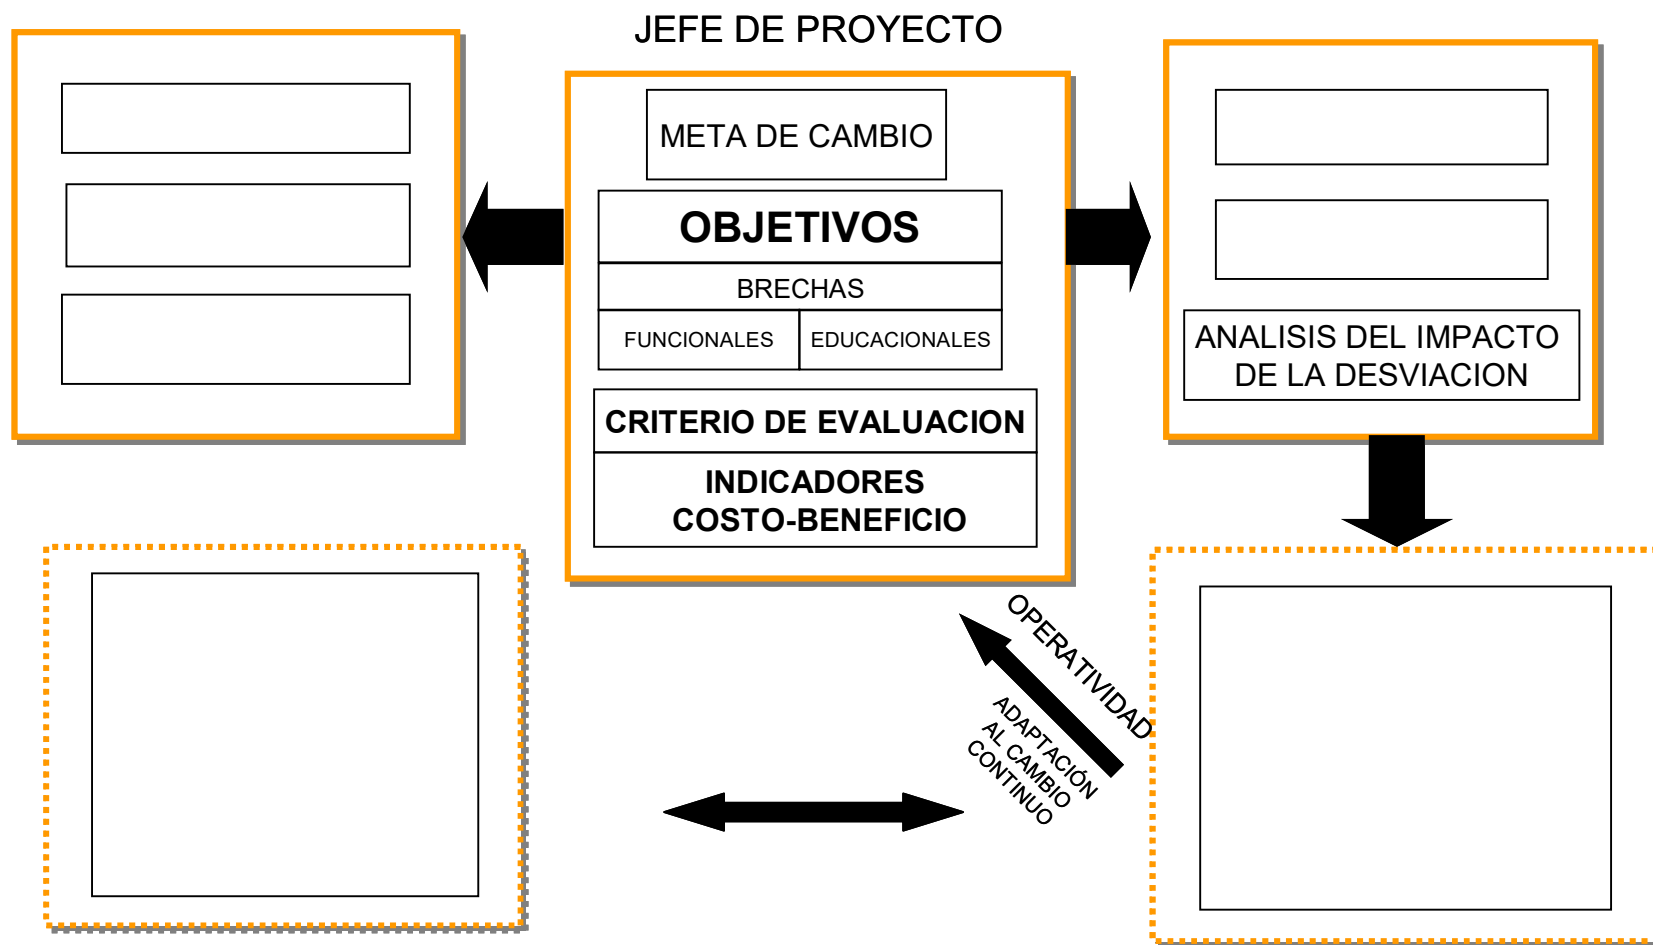 JEFE DE PROYECTO
META DE CAMBIO
OBJETIVOS
BRECHAS
FUNCIONALES
EDUCACIONALES
CRITERIO DE EVALUACION
INDICADORES
COSTO-BENEFICIO
ANALISIS DEL IMPACTO
DE LA DESVIACION
OPERATIVIDAD
ADAPTACIÓN
AL CAMBIO
CONTINUO